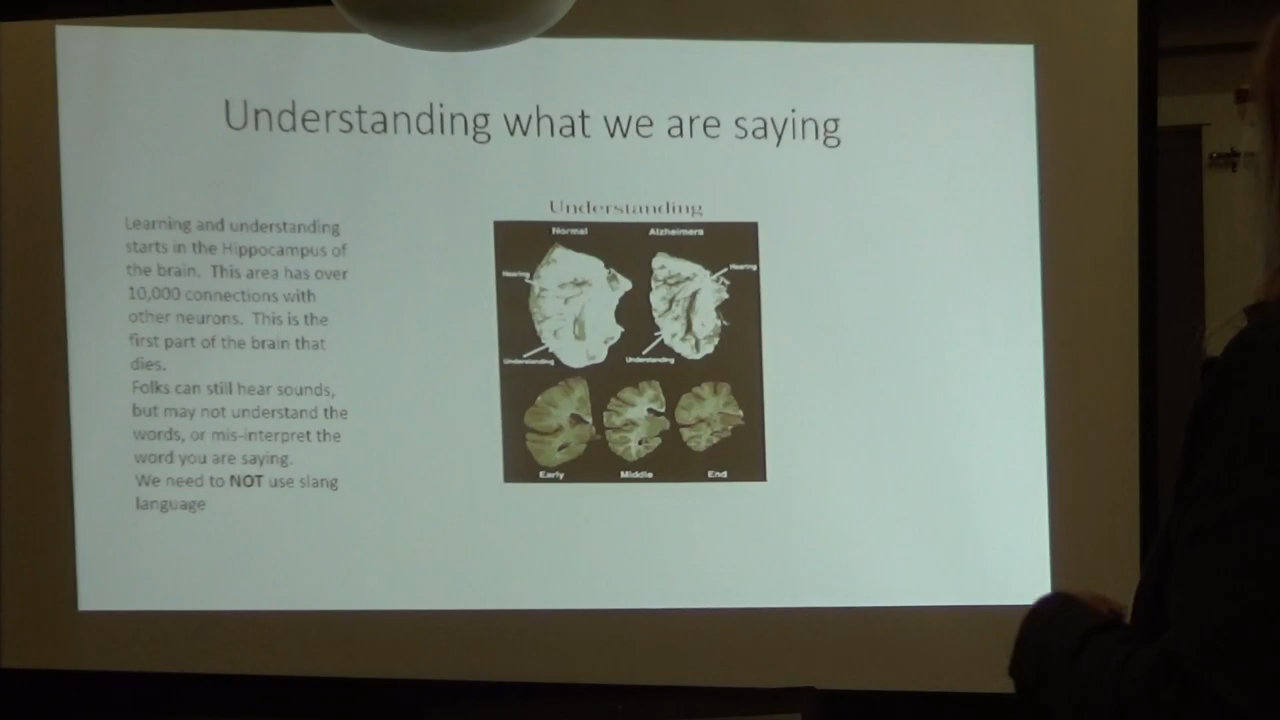 Understanding what we are saying
Learning and understanding
starts in the Hippocampus of
the brain. This area has over
10,000 connections with
other neurons. This is the
first part of the brain that
dies.
Folks can still hear sounds,
but may not understand the
words, or mis-interpret the
word you are saying.
We need to NOT use slang
language
Understanding
Normal Alzheimers
Hearing Hearing
Understanding Understanding
Early Middle End